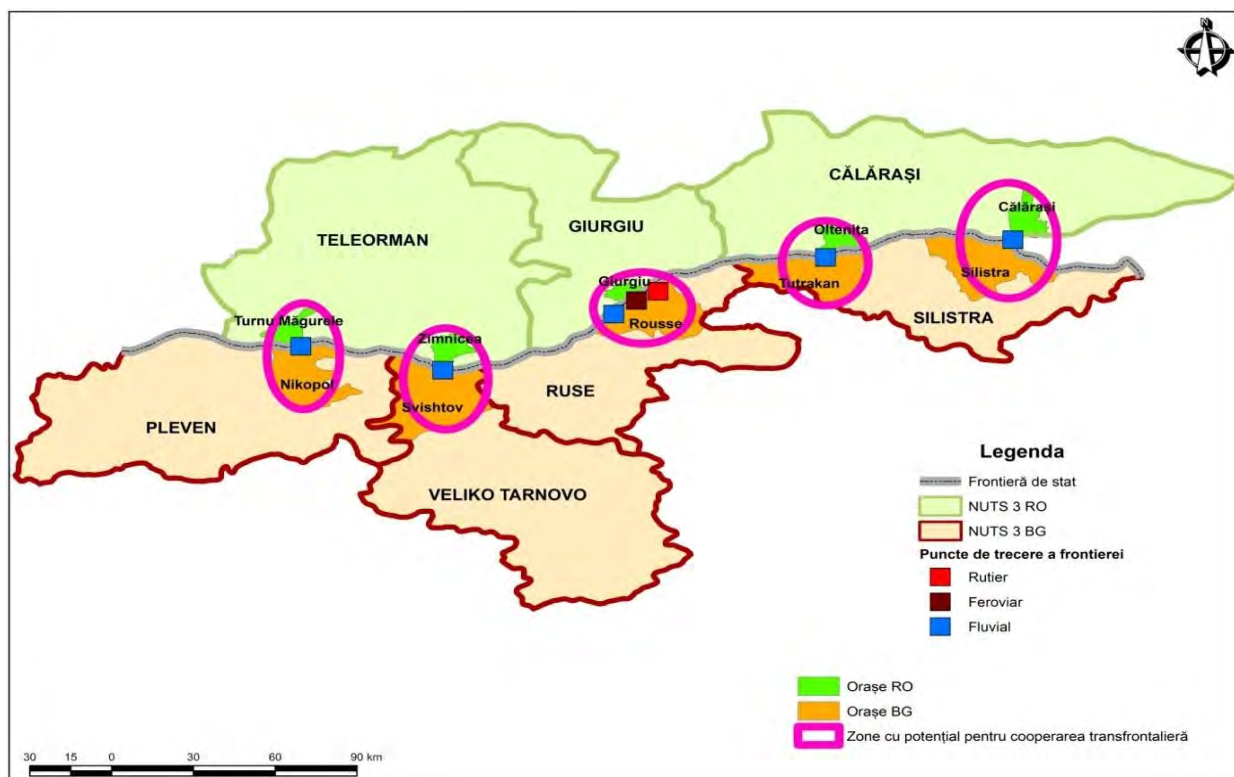 N
CĂLĂRAȘI
Călărași
GIURGIU
TELEORMAN
Oltenița
Silistra
Giurgiu
Tutrakan
Turnu Măgurele
Rousse
SILISTRA
Zimnicea
Nikopol
RUSE
Svishtov
PLEVEN
VELIKO TARNOVO
Legenda
Frontieră de stat
NUTS 3 RO
NUTS 3 BG
Puncte de trecere a frontierei
Rutier
Feroviar
Fluvial
Orașe RO
Orașe BG
Zone cu potențial pentru cooperarea transfrontalieră
30 15 0 30 60 90 km